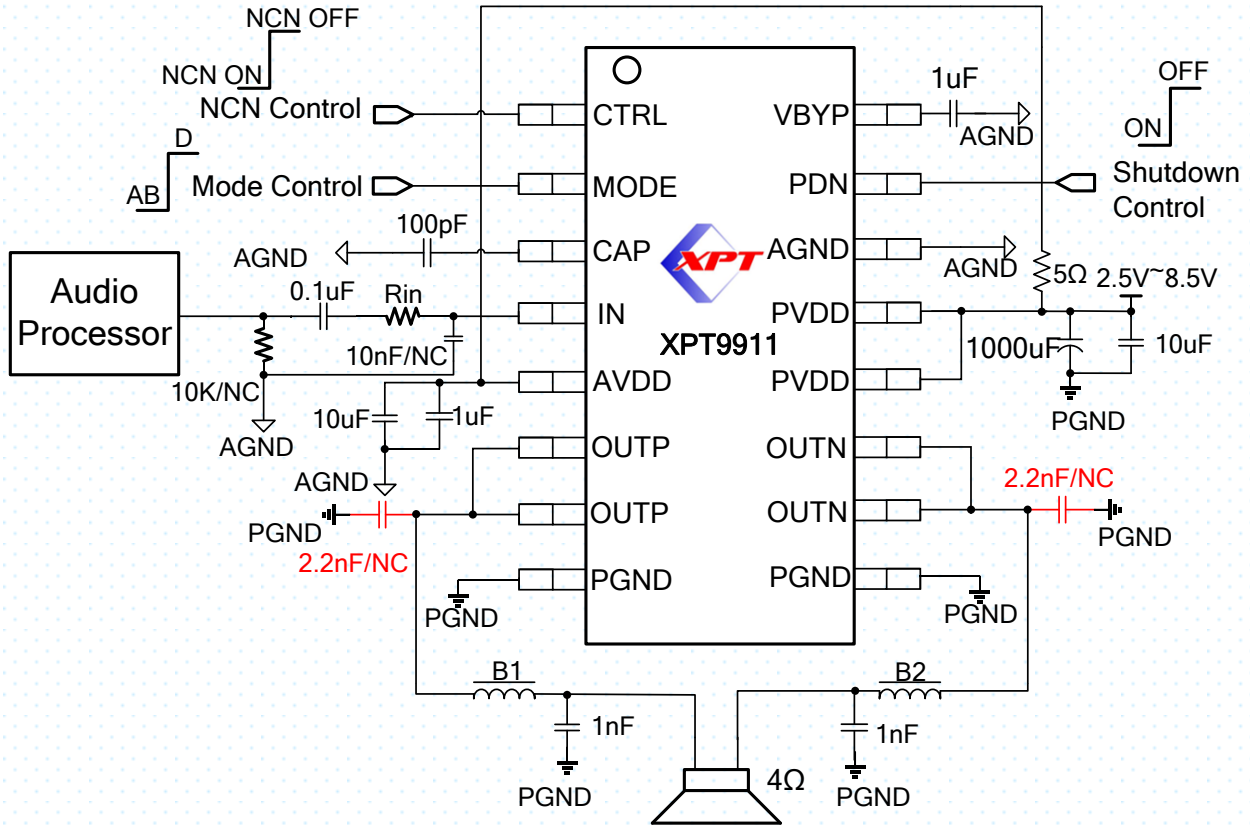 NCN OFF
NCN ON
NCN Control
D
AB
Mode Control
100pF
AGND
Audio
Processor
0.1uF
Rin
10nF/NC
10K/NC
AGND
10uF
1uF
AGND
PGND
2.2nF/NC
PGND
CTRL
MODE
CAP
IN
AVDD
OUTP
OUTP
PGND
XPT
XPT9911
VBYP
PDN
AGND
PVDD
PVDD
OUTN
OUTN
PGND
1uF
AGND
OFF
ON
Shutdown
Control
AGND
5Ω
2.5V~8.5V
1000uF
10uF
PGND
2.2nF/NC
PGND
PGND
B1
1nF
PGND
B2
1nF
PGND
4Ω